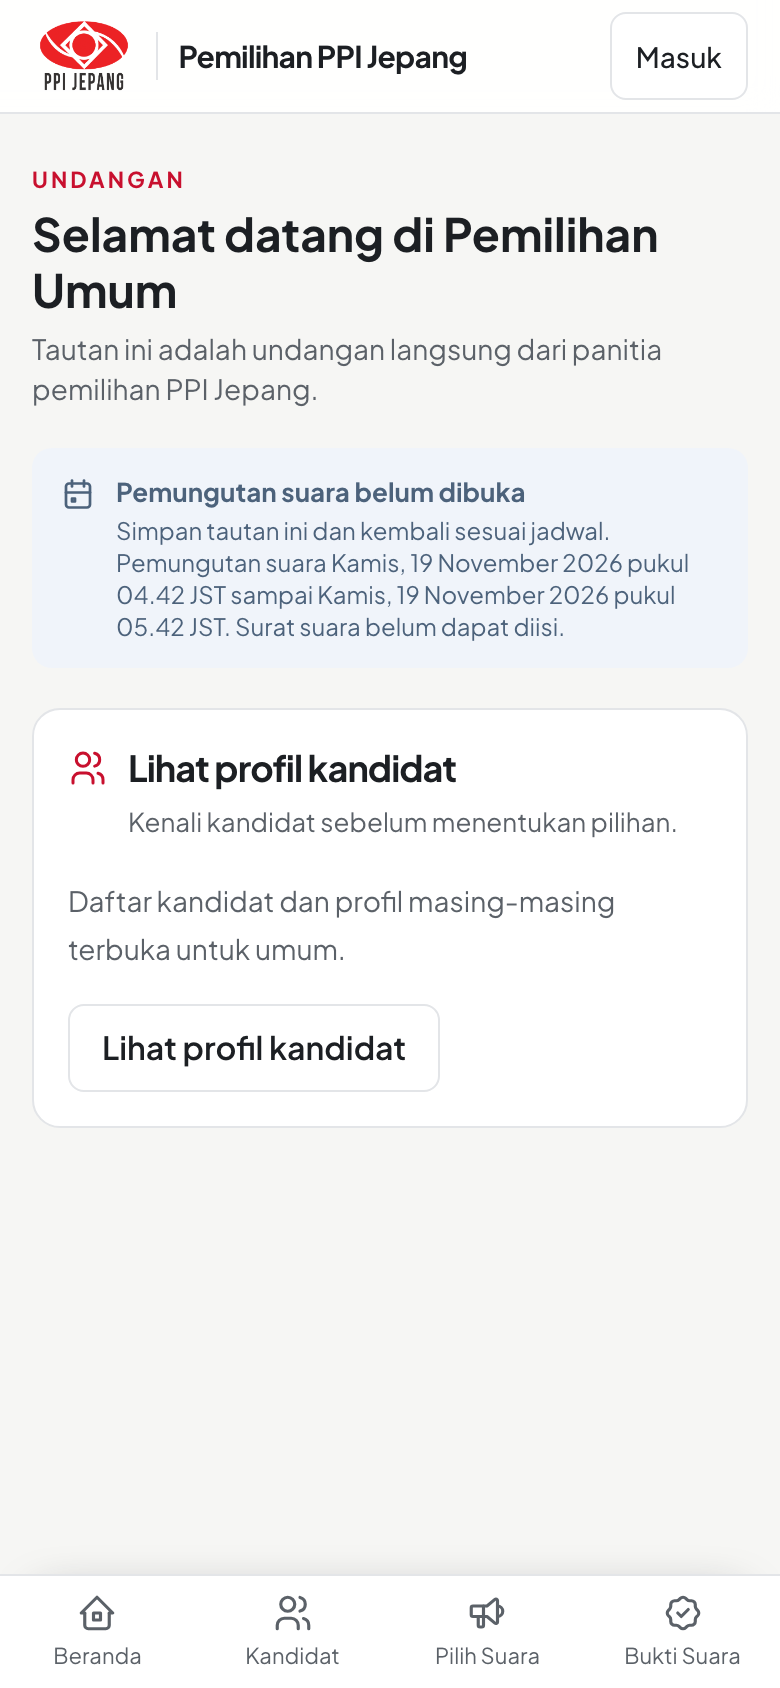 PPI JEPANG
Pemilihan PPI Jepang
Masuk
UNDANGAN
Selamat datang di Pemilihan
Umum
Tautan ini adalah undangan langsung dari panitia
pemilihan PPI Jepang.
Pemungutan suara belum dibuka
Simpan tautan ini dan kembali sesuai jadwal.
Pemungutan suara Kamis, 19 November 2026 pukul
04.42 JST sampai Kamis, 19 November 2026 pukul
05.42 JST. Surat suara belum dapat diisi.
Lihat profil kandidat
Kenali kandidat sebelum menentukan pilihan.
Daftar kandidat dan profil masing-masing
terbuka untuk umum.
Lihat profil kandidat
Beranda
Kandidat
Pilih Suara
Bukti Suara